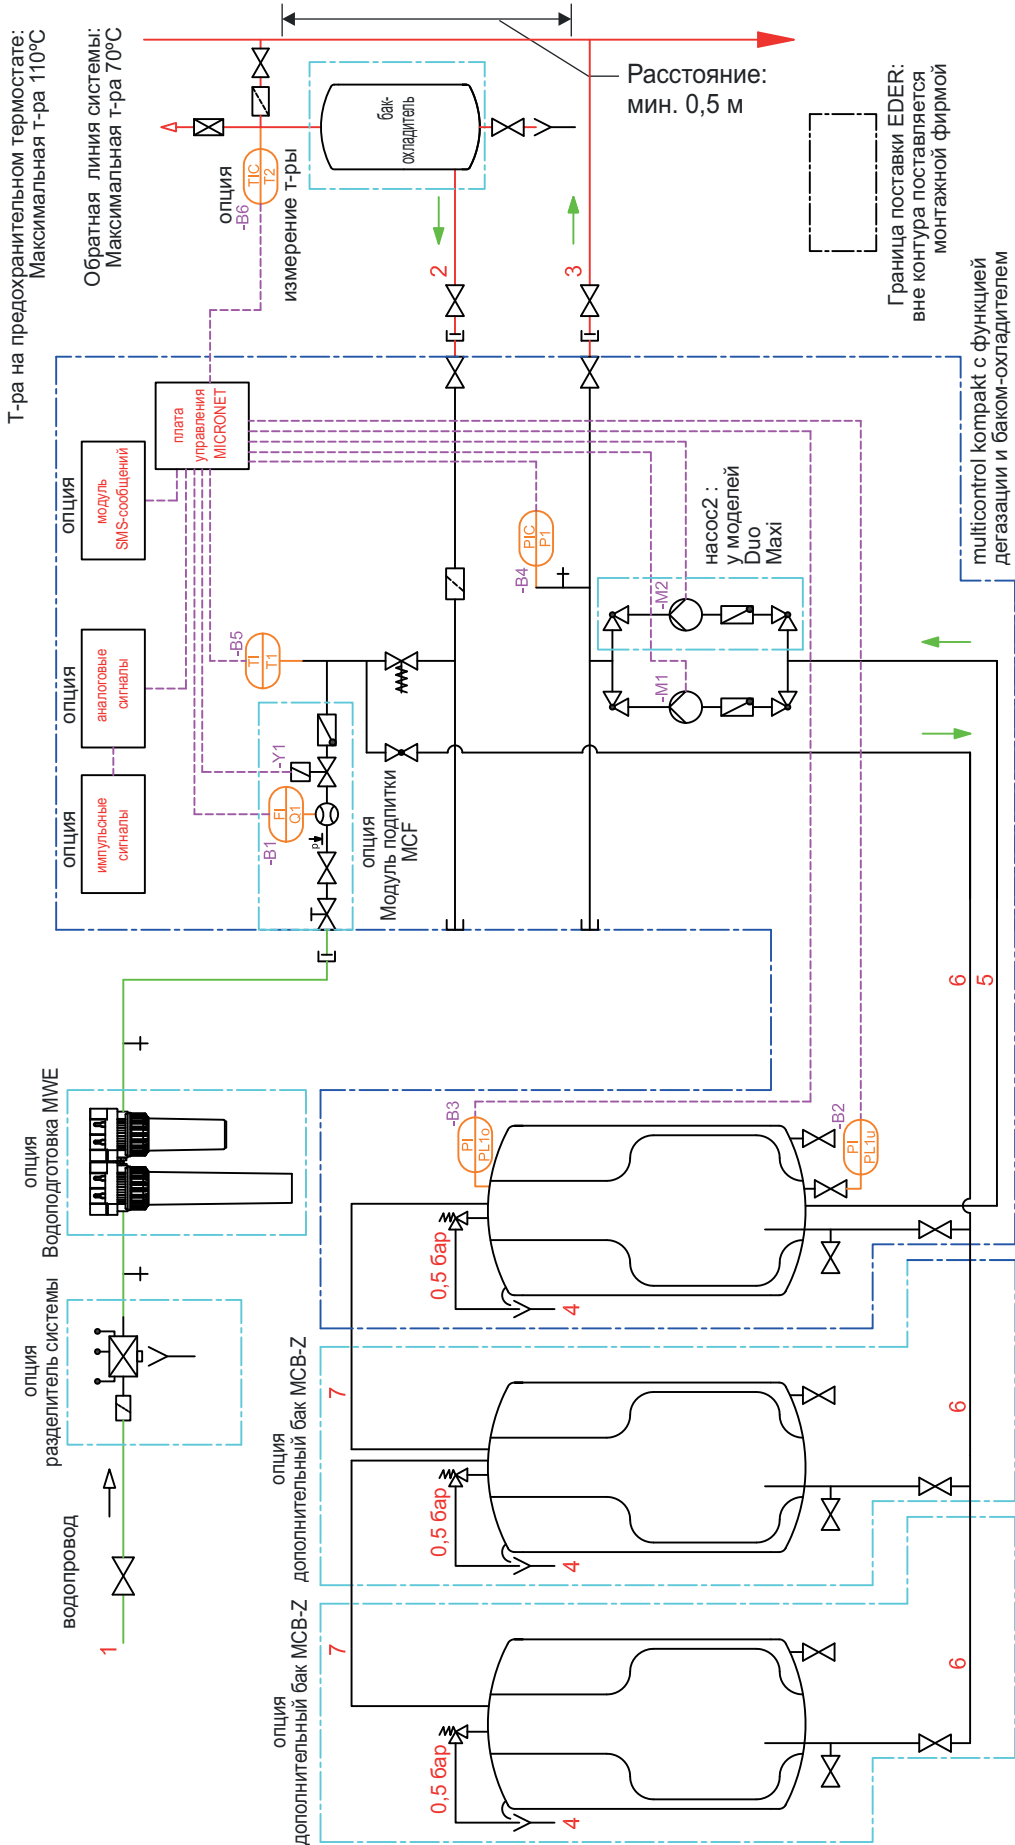 Т-ра на предохранительном термостате:
Максимальная т-ра 110ºC
Обратная линия системы:
Максимальная т-ра 70ºC
Расстояние:
мин. 0,5 м
бак-
охладитель
опция
-B6
TIC
T2
измерение т-ры
2
3
Граница поставки EDER:
вне контура поставляется
монтажной фирмой
multicontrol kompakt с функцией
дегазации и баком-охладителем
опция
модуль
SMS-сообщений
плата
управления
MICRONET
опция
аналоговые
сигналы
опция
импульсные
сигналы
-B5
TI
T1
-B4
PIC
P1
насос2 :
у моделей
Duo
Maxi
-M2
-M1
-Y1
-B1
FI
Q1
P
опция
Модуль подпитки
MCF
6
5
опция
Водоподготовка MWE
опция
разделитель системы
водопровод
1
-B3
PI
PL1o
-B2
PI
PL1u
0,5 бар
4
7
опция
дополнительный бак MCB-Z
0,5 бар
4
6
7
опция
дополнительный бак MCB-Z
0,5 бар
4
6